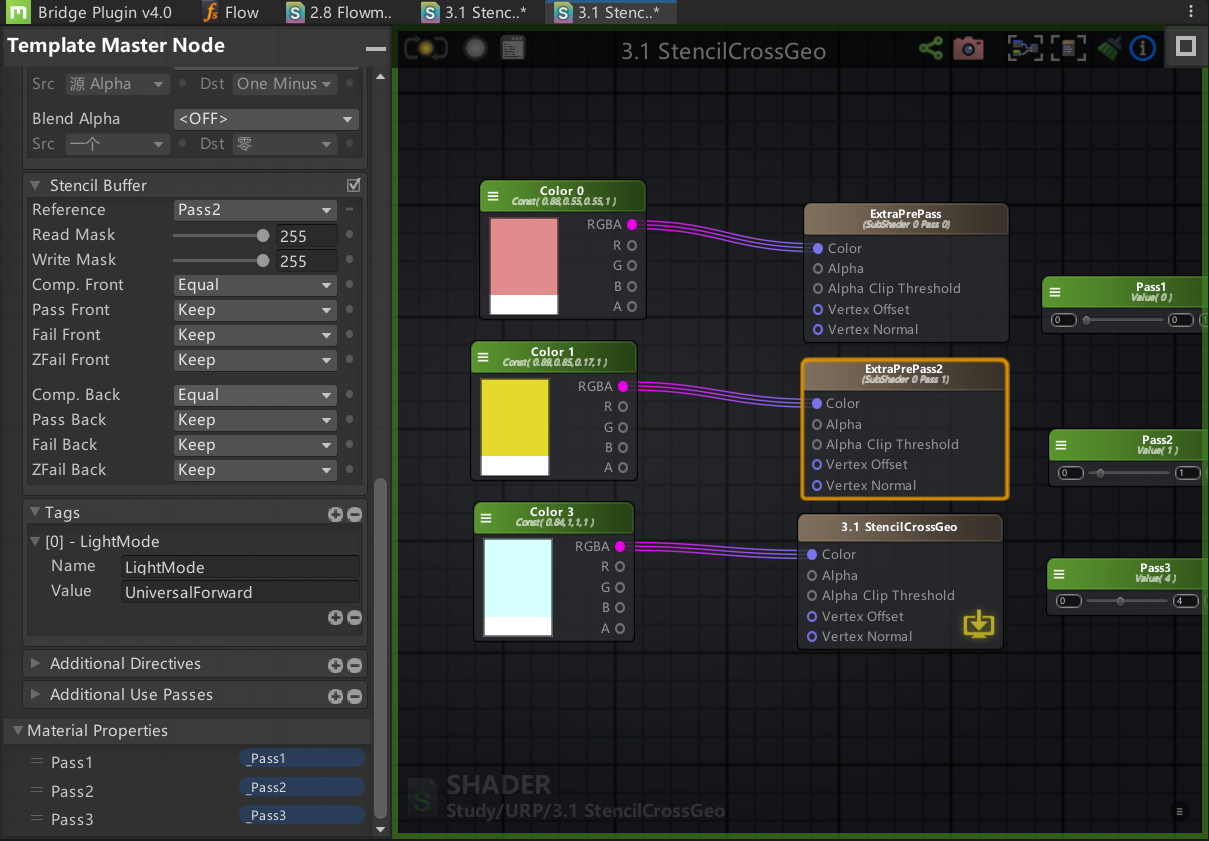 Bridge Plugin v4.0
Flow
2.8 Flowm..
3.1 Stenc..*
3.1 Stenc..*
Template Master Node
3.1 StencilCrossGeo
Src 源 Alpha Dst One Minus
Blend Alpha <OFF>
Src 一个 Dst 零
Stencil Buffer
Reference Pass2
Read Mask 255
Write Mask 255
Comp. Front Equal
Pass Front Keep
Fail Front Keep
ZFail Front Keep
Comp. Back Equal
Pass Back Keep
Fail Back Keep
ZFail Back Keep
Tags
[0] - LightMode
Name LightMode
Value UniversalForward
Additional Directives
Additional Use Passes
Material Properties
Pass1 _Pass1
Pass2 _Pass2
Pass3 _Pass3
Color 0
Const( 0.88,0.55,0.55,1 )
RGBA
R
G
B
A
Color 1
Const( 0.89,0.85,0.17,1 )
RGBA
R
G
B
A
Color 3
Const( 0.84,1,1,1 )
RGBA
R
G
B
A
ExtraPrePass
(SubShader 0 Pass 0)
Color
Alpha
Alpha Clip Threshold
Vertex Offset
Vertex Normal
ExtraPrePass2
(SubShader 0 Pass 1)
Color
Alpha
Alpha Clip Threshold
Vertex Offset
Vertex Normal
3.1 StencilCrossGeo
Color
Alpha
Alpha Clip Threshold
Vertex Offset
Vertex Normal
Pass1
Value( 0 )
0 0
Pass2
Value( 1 )
0 1
Pass3
Value( 4 )
0 4
SHADER
Study/URP/3.1 StencilCrossGeo